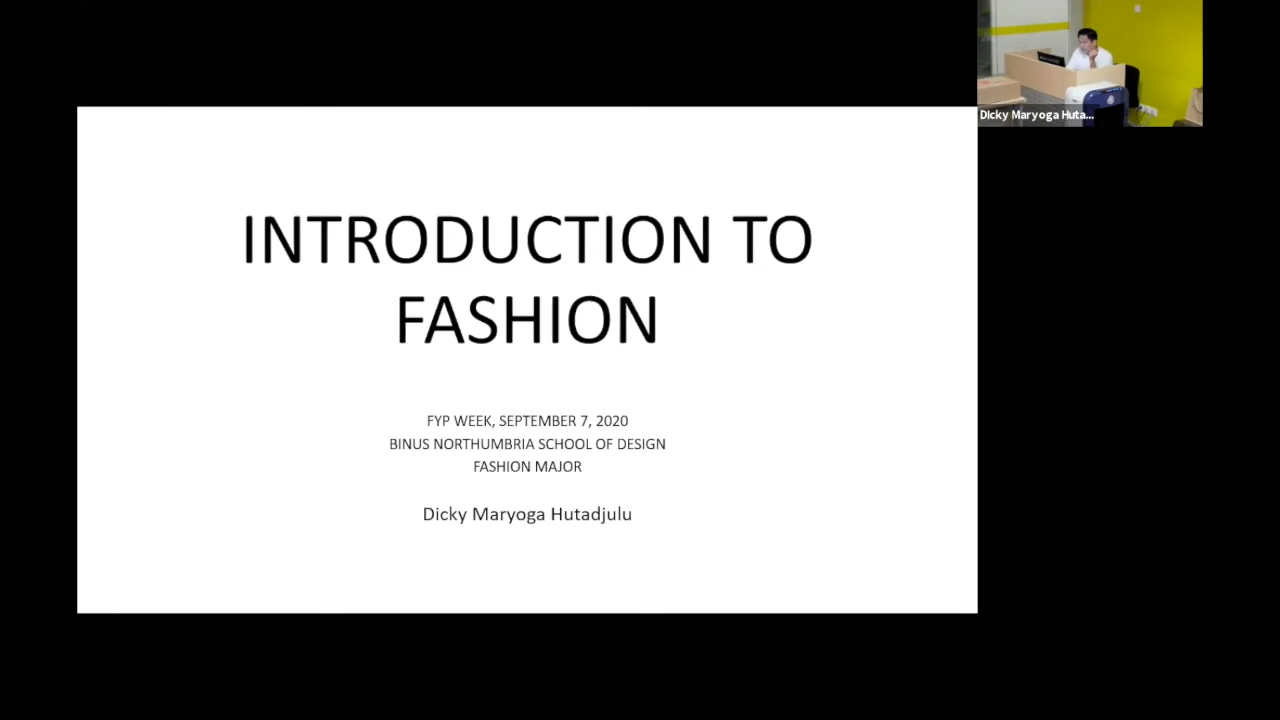 INTRODUCTION TO
FASHION
FYP WEEK, SEPTEMBER 7, 2020
BINUS NORTHUMBRIA SCHOOL OF DESIGN
FASHION MAJOR
Dicky Maryoga Hutadjulu
Dicky Maryoga Huta...